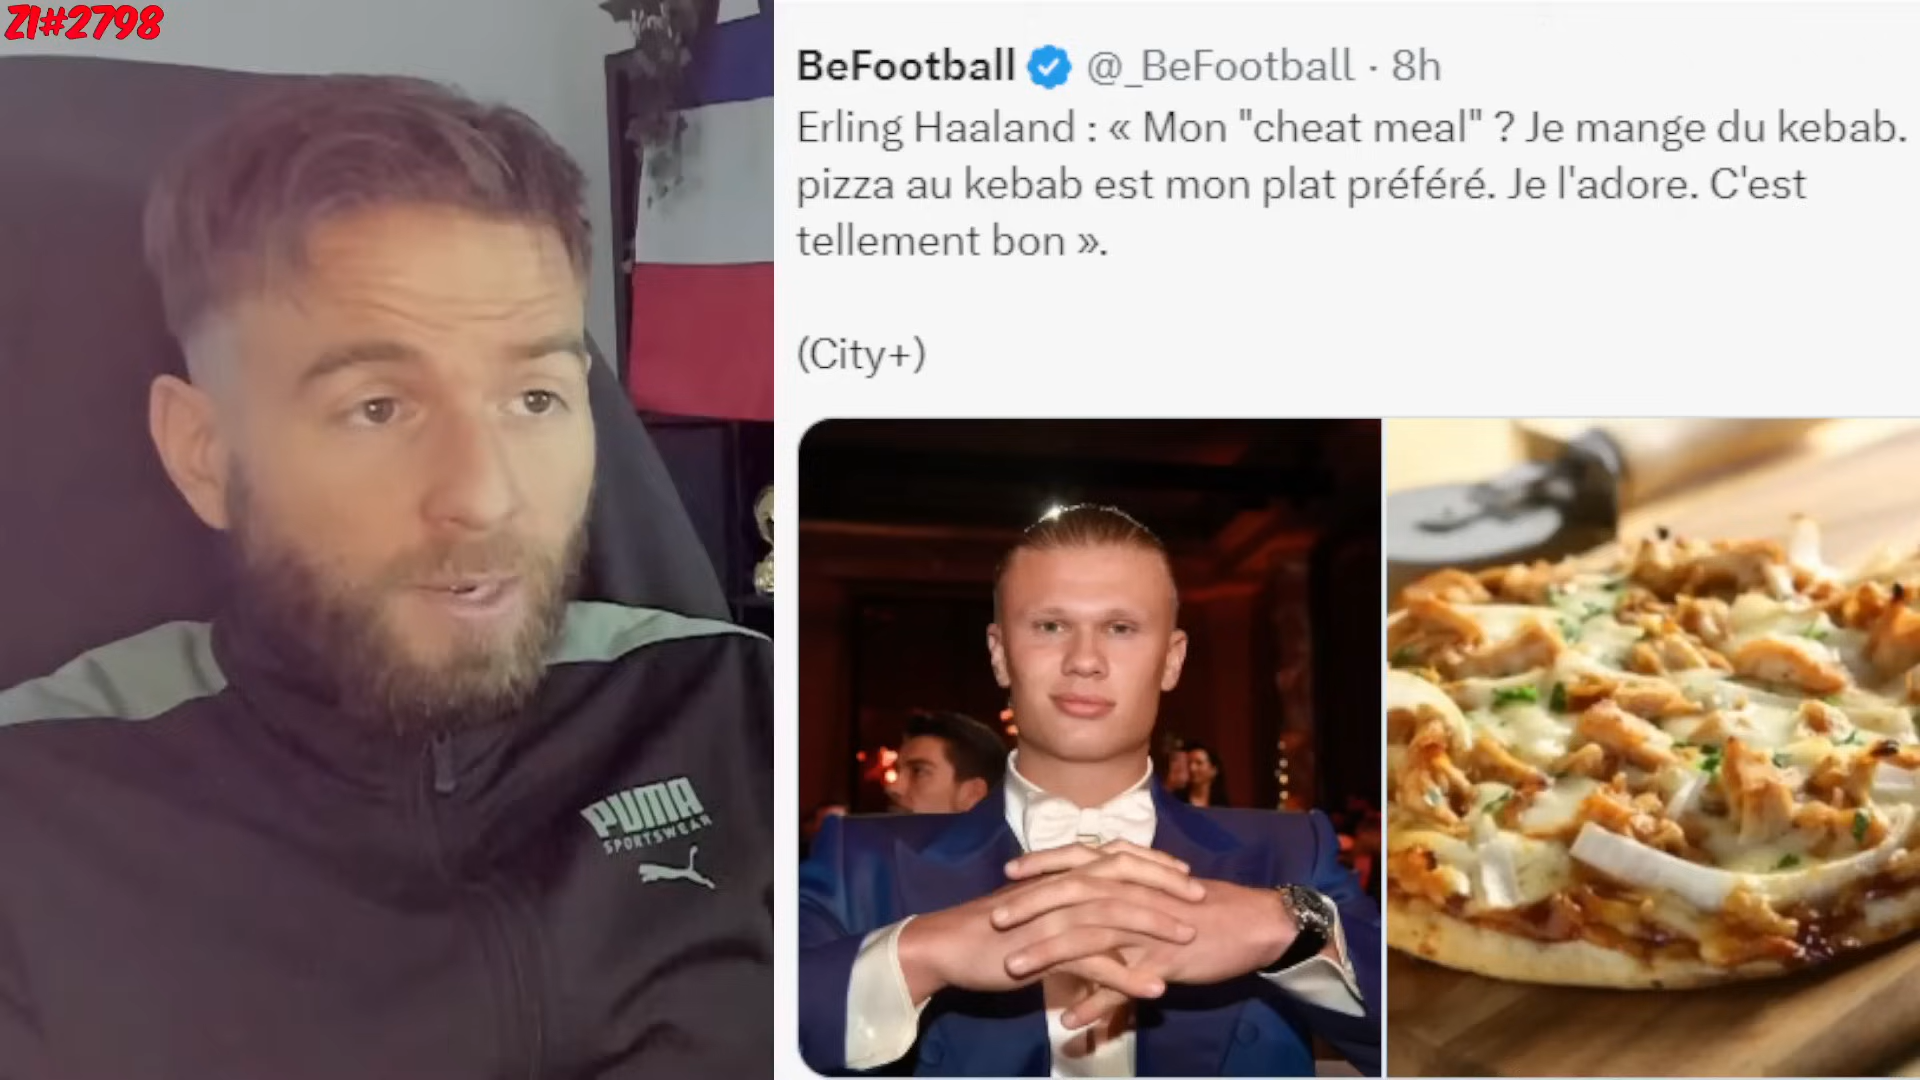 ZI#2798
BeFootball @_BeFootball · 8h
Erling Haaland : « Mon "cheat meal" ? Je mange du kebab.
pizza au kebab est mon plat préféré. Je l'adore. C'est
tellement bon ».
(City+)
PUMA
SPORTSWEAR